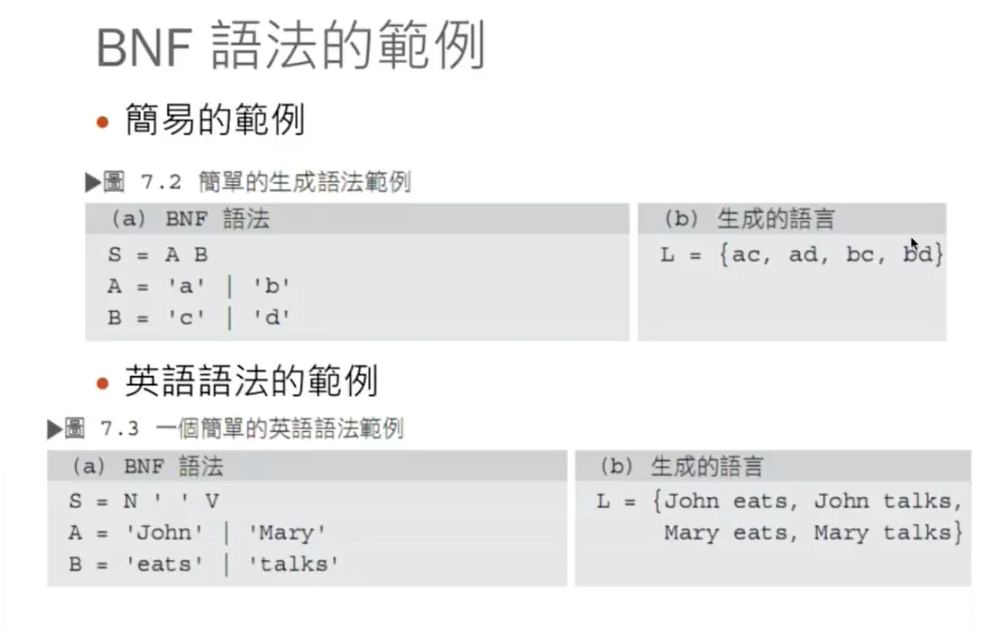 BNF 語法的範例
• 簡易的範例
▶圖 7.2 簡單的生成語法範例
(a) BNF 語法
S = A B
A = 'a' | 'b'
B = 'c' | 'd'
(b) 生成的語言
L = {ac, ad, bc, bd}
• 英語語法的範例
▶圖 7.3 一個簡單的英語語法範例
(a) BNF 語法
S = N ' ' V
A = 'John' | 'Mary'
B = 'eats' | 'talks'
(b) 生成的語言
L = {John eats, John talks,
Mary eats, Mary talks}